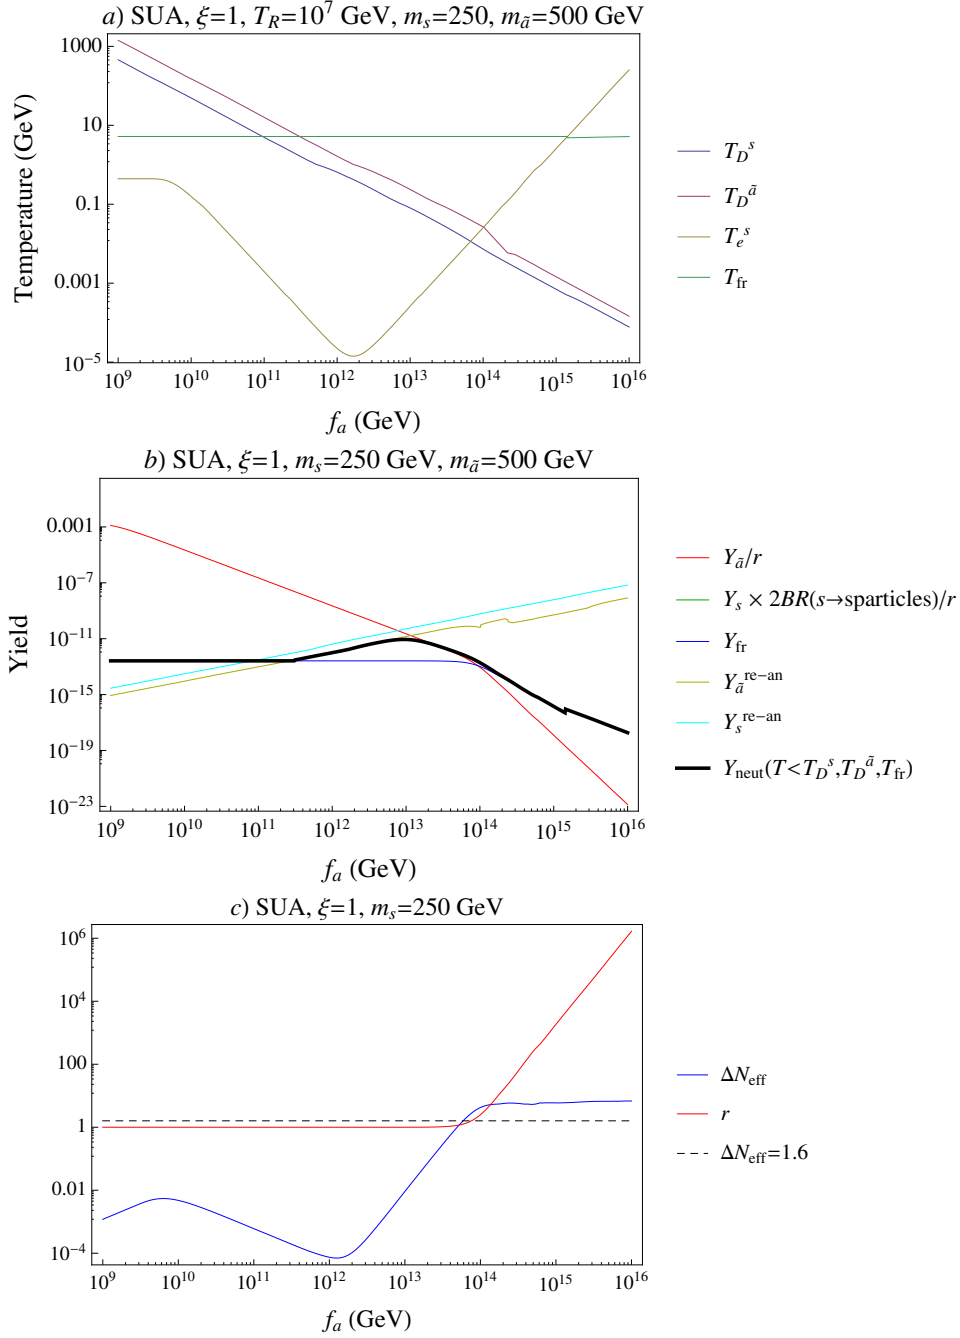 a) SUA, ξ=1, T_R=10^7 GeV, m_s=250, m_ã=500 GeV
Temperature (GeV)
1000
10
0.1
0.001
10^-5
10^9 10^10 10^11 10^12 10^13 10^14 10^15 10^16
f_a (GeV)
T_D^s
T_D^ã
T_e^s
T_fr
b) SUA, ξ=1, m_s=250 GeV, m_ã=500 GeV
Yield
0.001
10^-7
10^-11
10^-15
10^-19
10^-23
10^9 10^10 10^11 10^12 10^13 10^14 10^15 10^16
f_a (GeV)
Y_ã/r
Y_s × 2BR(s→sparticles)/r
Y_fr
Y_ã^re-an
Y_s^re-an
Y_neut(T<T_D^s,T_D^ã,T_fr)
c) SUA, ξ=1, m_s=250 GeV
10^6
10^4
100
1
0.01
10^-4
10^9 10^10 10^11 10^12 10^13 10^14 10^15 10^16
f_a (GeV)
ΔN_eff
r
ΔN_eff=1.6